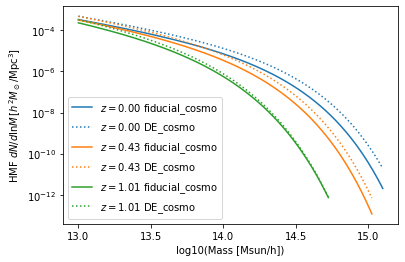 10⁻⁴
10⁻⁶
10⁻⁸
10⁻¹⁰
10⁻¹²
HMF dN/dlnM[h²M⊙/Mpc³]
z = 0.00 fiducial_cosmo
z = 0.00 DE_cosmo
z = 0.43 fiducial_cosmo
z = 0.43 DE_cosmo
z = 1.01 fiducial_cosmo
z = 1.01 DE_cosmo
13.0 13.5 14.0 14.5 15.0
log10(Mass [Msun/h])